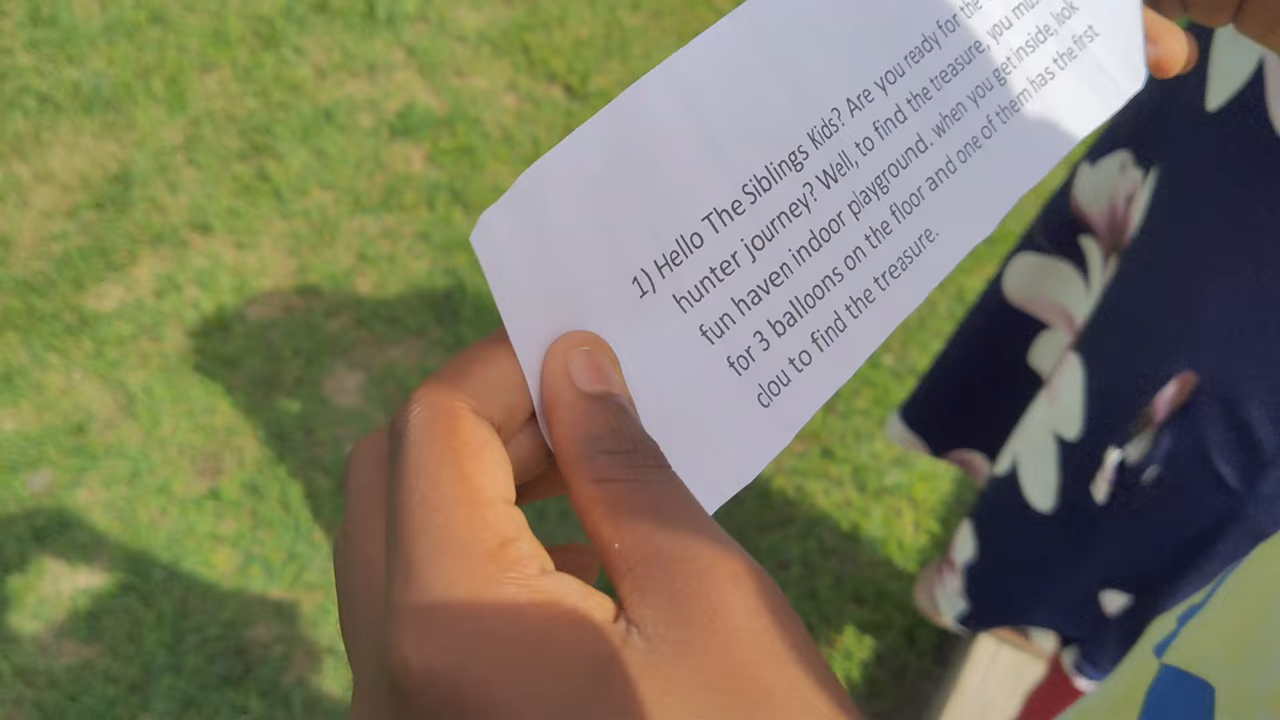 1) Hello The Siblings Kids? Are you ready for the
hunter journey? Well, to find the treasure, you
fun haven indoor playground. when you get inside, look
for 3 balloons on the floor and one of them has the first
clou to find the treasure.